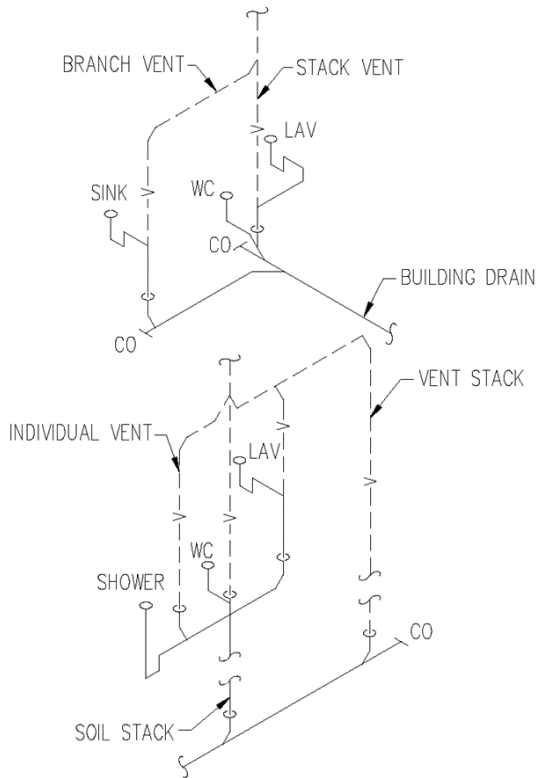 BRANCH VENT
STACK VENT
V
LAV
V
WC
SINK
CO
BUILDING DRAIN
CO
VENT STACK
INDIVIDUAL VENT
V
LAV
V
V
V
WC
SHOWER
CO
SOIL STACK